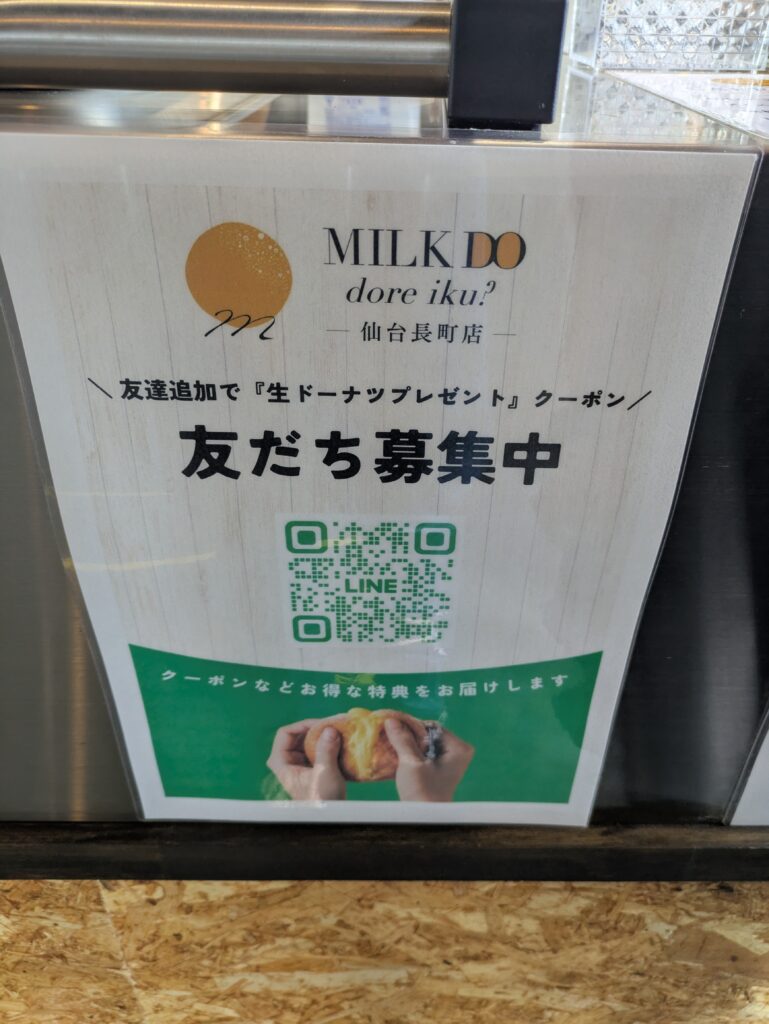 MILK DO
dore iku?
― 仙台長町店 ―
＼友達追加で『生ドーナツプレゼント』クーポン／
友だち募集中
LINE
クーポンなどお得な特典をお届けします